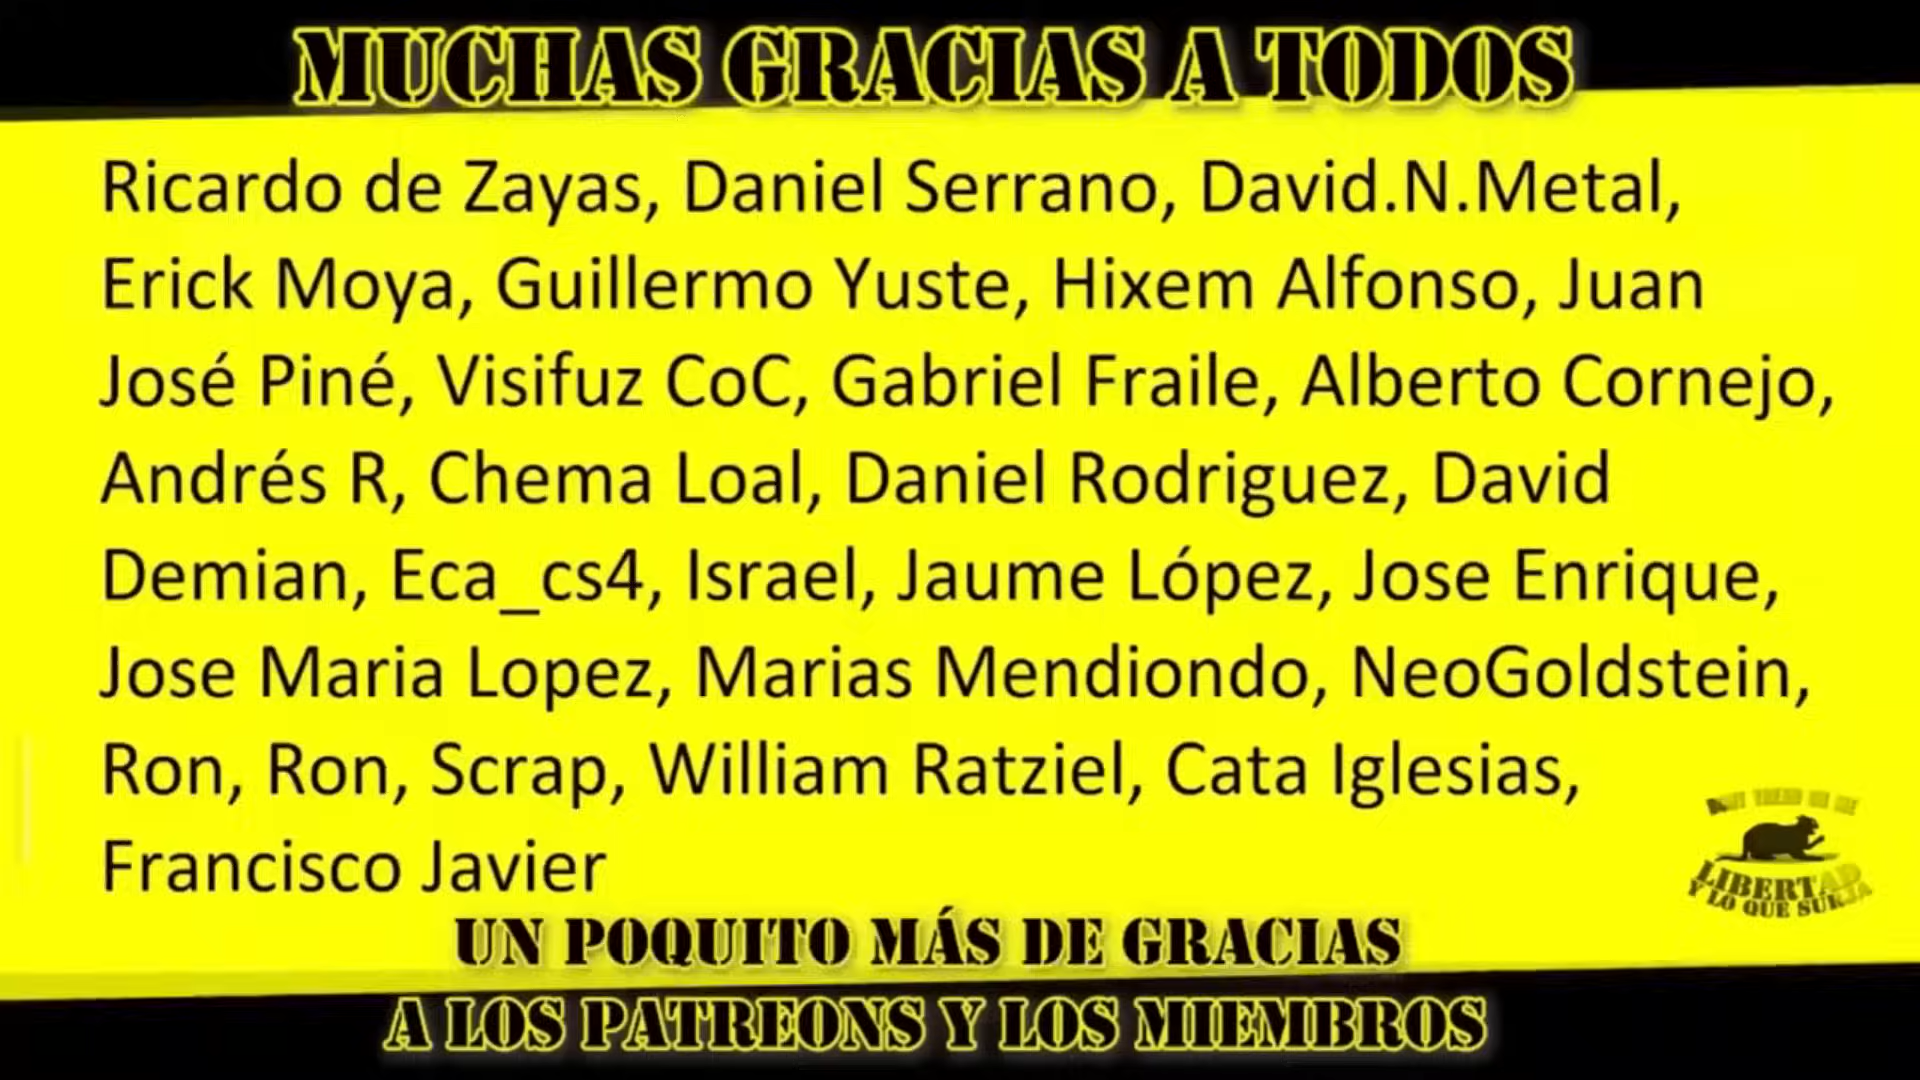 MUCHAS GRACIAS A TODOS
Ricardo de Zayas, Daniel Serrano, David.N.Metal,
Erick Moya, Guillermo Yuste, Hixem Alfonso, Juan
José Piné, Visifuz CoC, Gabriel Fraile, Alberto Cornejo,
Andrés R, Chema Loal, Daniel Rodriguez, David
Demian, Eca_cs4, Israel, Jaume López, Jose Enrique,
Jose Maria Lopez, Marias Mendiondo, NeoGoldstein,
Ron, Ron, Scrap, William Ratziel, Cata Iglesias,
Francisco Javier
LIBERTAD
Y LO QUE SURJA
UN POQUITO MÁS DE GRACIAS
A LOS PATREONS Y LOS MIEMBROS